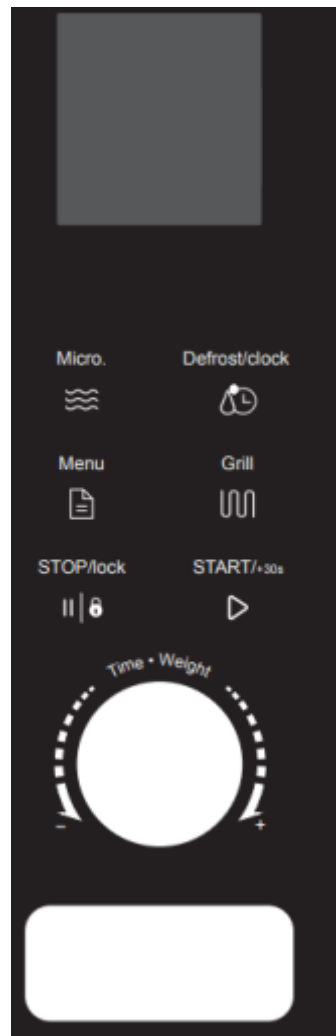 Micro. Defrost/clock
Menu Grill
STOP/lock START/+30s
Time • Weight
- +